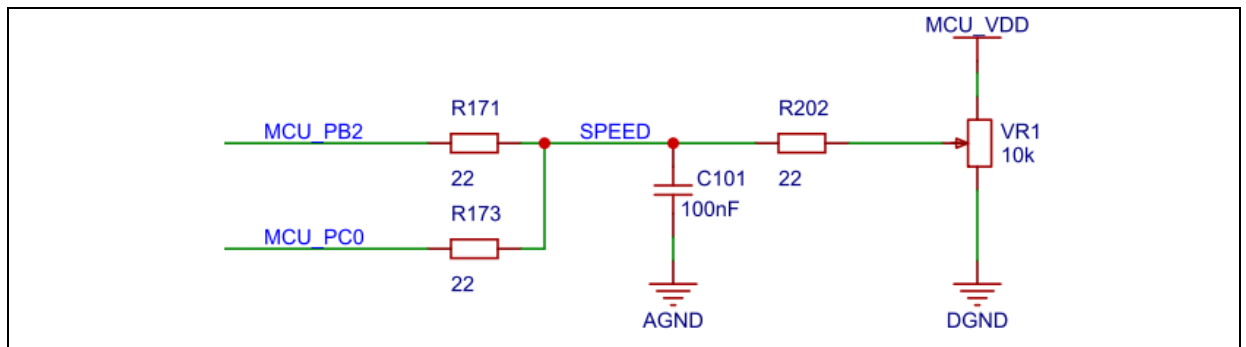 MCU_VDD
R171
R202
MCU_PB2
SPEED
VR1
10k
22
C101
22
100nF
R173
MCU_PC0
22
AGND
DGND